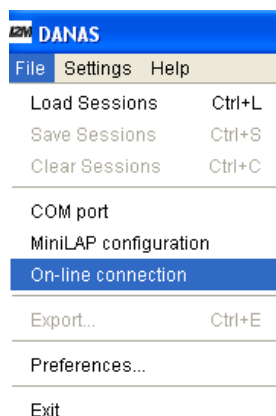 I2M DANAS
File Settings Help
Load Sessions Ctrl+L
Save Sessions Ctrl+S
Clear Sessions Ctrl+C
COM port
MiniLAP configuration
On-line connection
Export... Ctrl+E
Preferences...
Exit